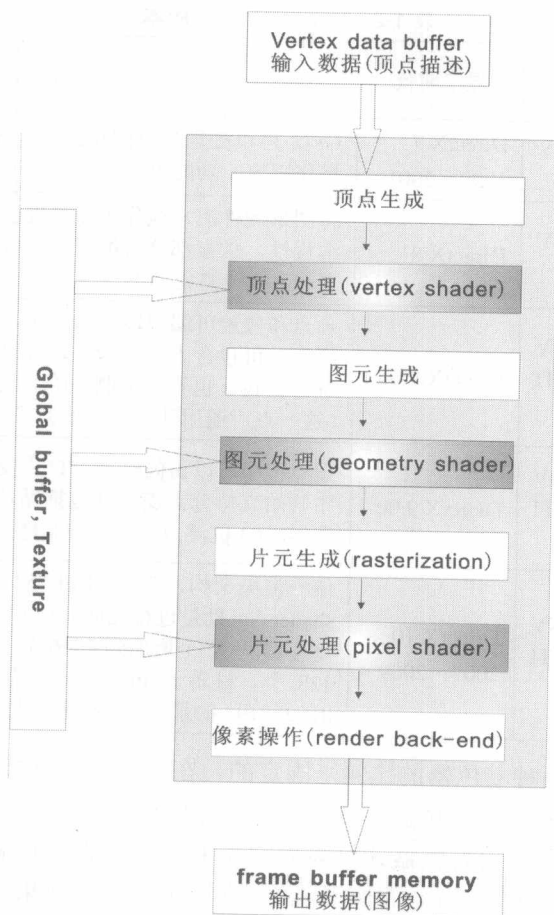 Vertex data buffer
输入数据(顶点描述)
顶点生成
顶点处理(vertex shader)
图元生成
Global buffer, Texture
图元处理(geometry shader)
片元生成(rasterization)
片元处理(pixel shader)
像素操作(render back-end)
frame buffer memory
输出数据(图像)